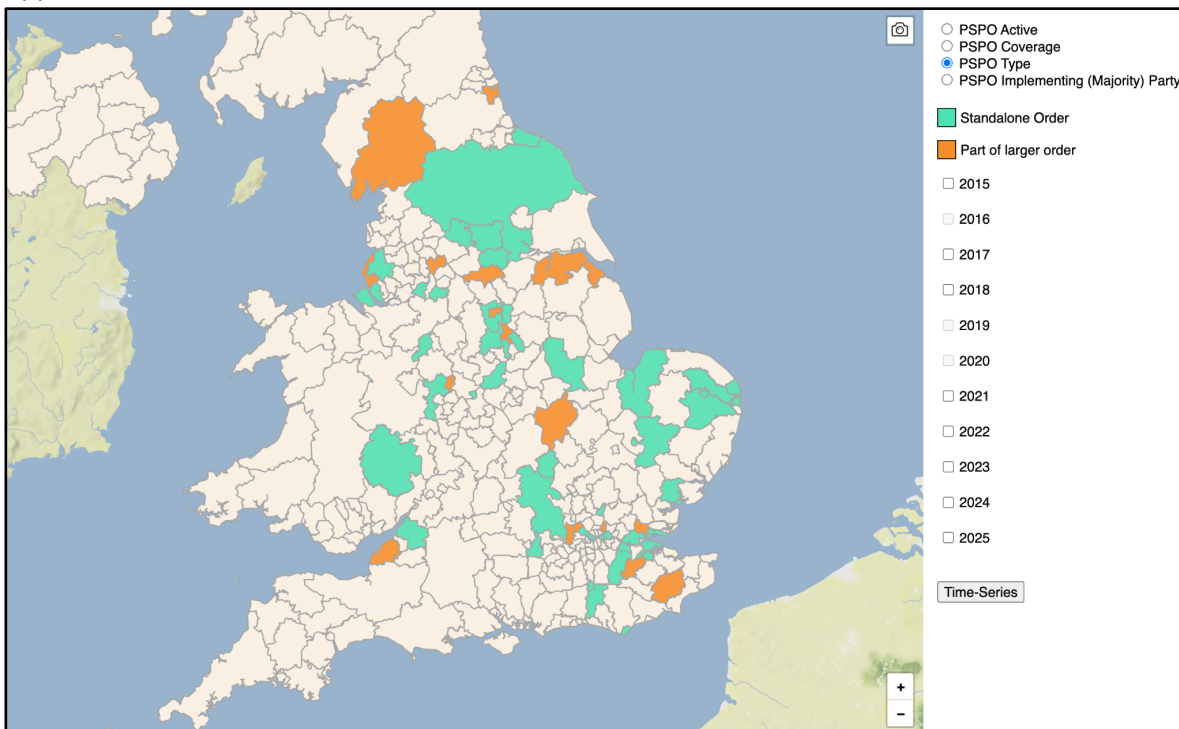 PSPO Active
PSPO Coverage
PSPO Type
PSPO Implementing (Majority) Party
Standalone Order
Part of larger order
2015
2016
2017
2018
2019
2020
2021
2022
2023
2024
2025
Time-Series
+
−